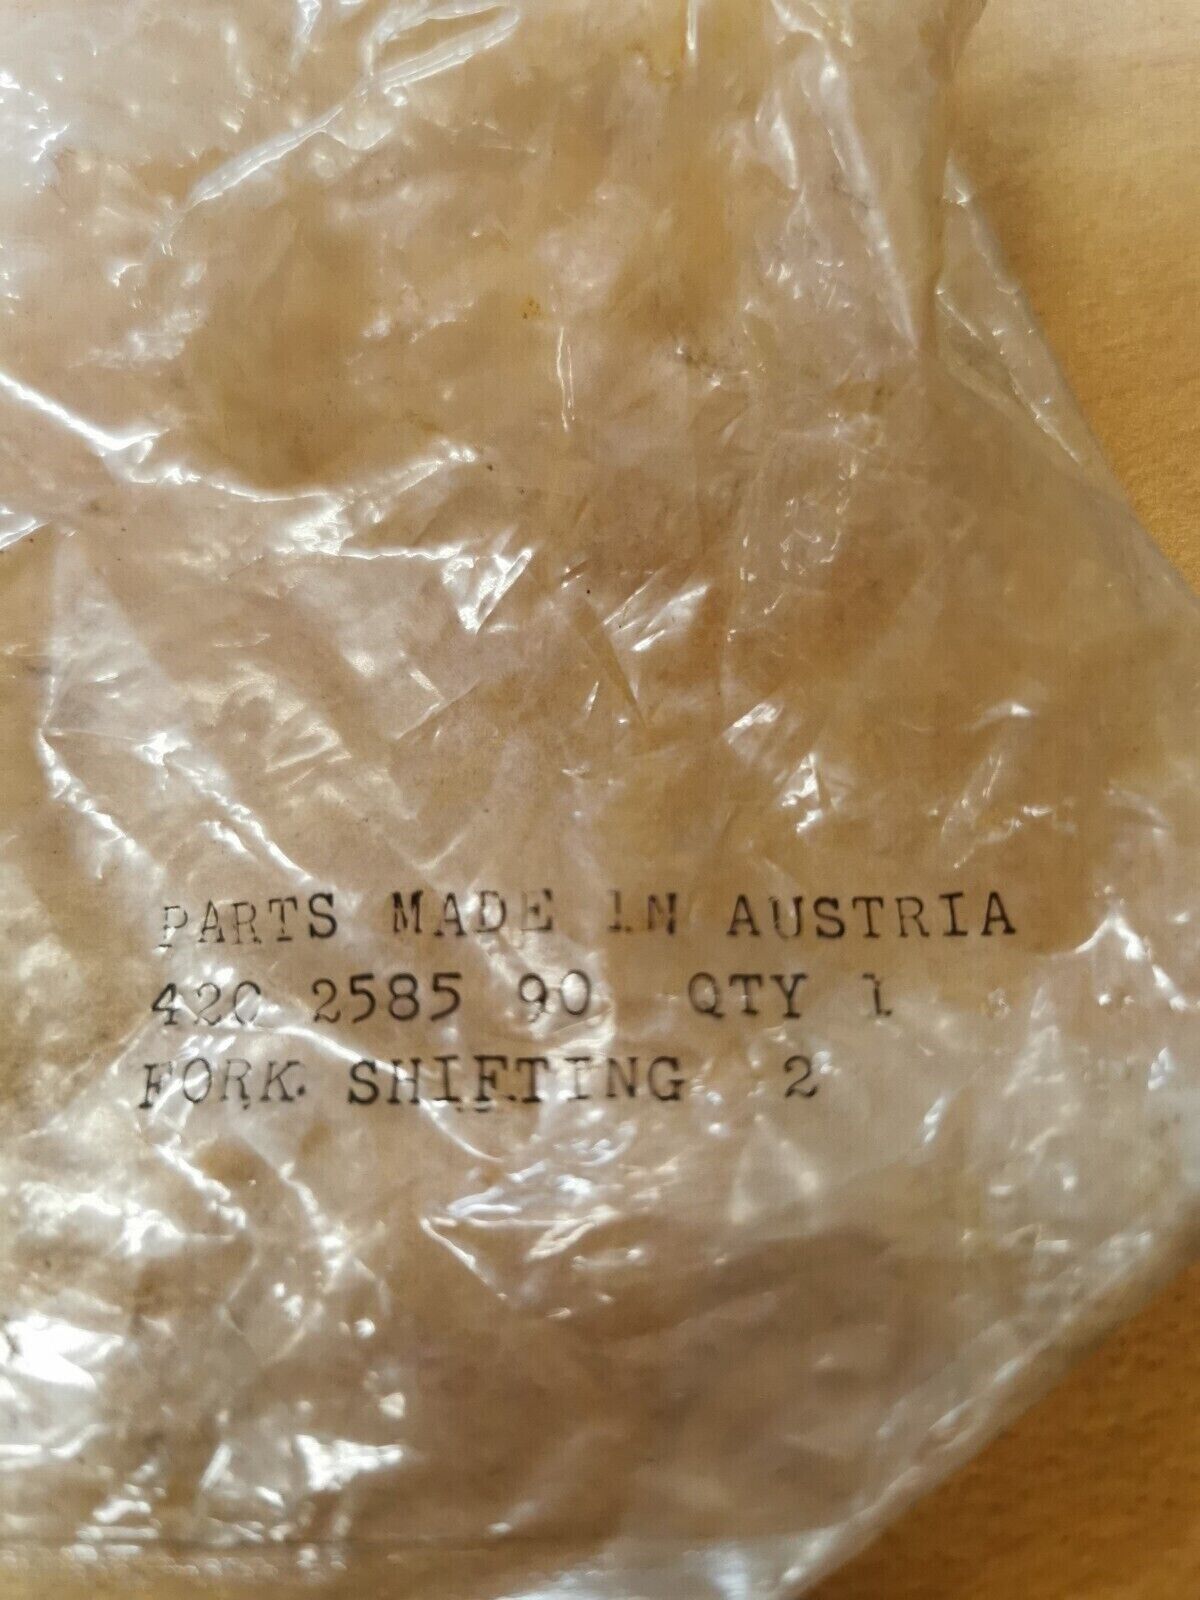 PARTS MADE IN AUSTRIA
420 2585 90 QTY 1
FORK SHIFTING 2